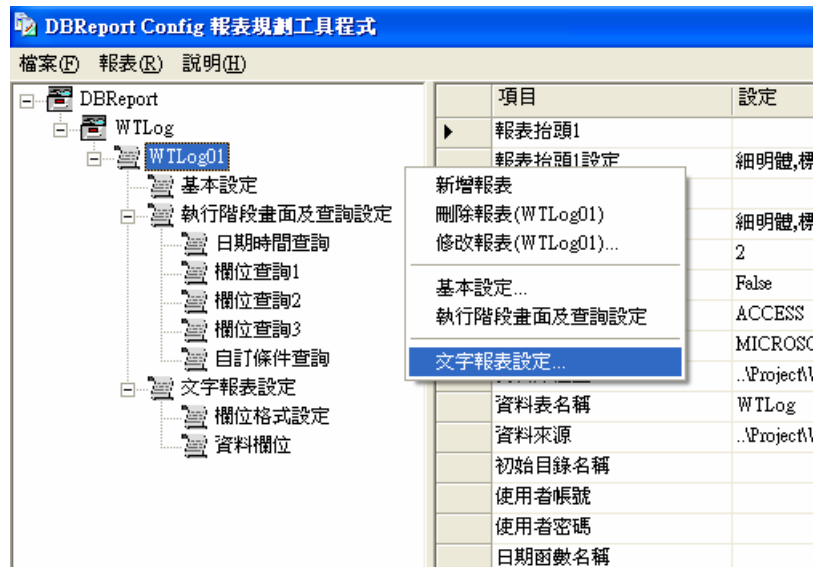 DBReport Config 報表規劃工具程式
檔案(F) 報表(R) 說明(H)
DBReport
WTLog
WTLog01
基本設定
執行階段畫面及查詢設定
日期時間查詢
欄位查詢1
欄位查詢2
欄位查詢3
自訂條件查詢
文字報表設定
欄位格式設定
資料欄位
新增報表
刪除報表(WTLog01)
修改報表(WTLog01)...
基本設定...
執行階段畫面及查詢設定
文字報表設定...
項目 設定
報表抬頭1
報表抬頭1設定 細明體,標
細明體,標
2
False
ACCESS
MICROSO
..\Project\W
資料表名稱 WTLog
資料來源 ..\Project\W
初始目錄名稱
使用者帳號
使用者密碼
日期函數名稱